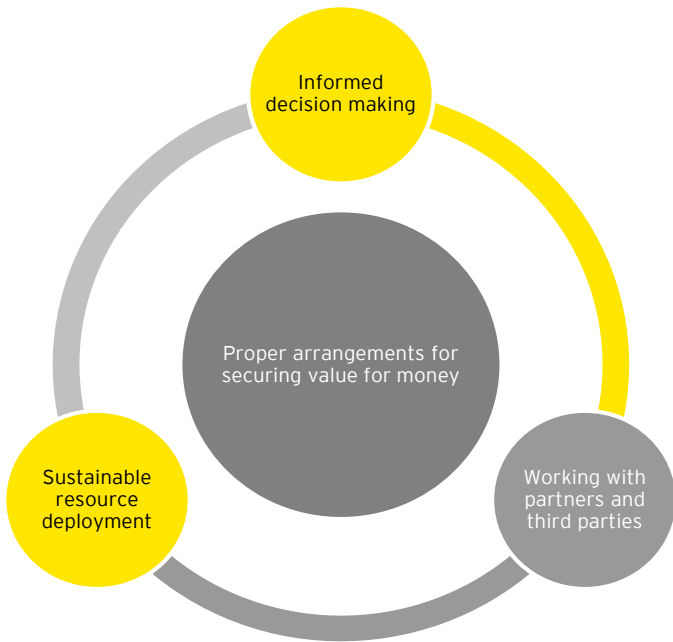 Informed
decision making
Proper arrangements for
securing value for money
Sustainable
resource
deployment
Working with
partners and
third parties